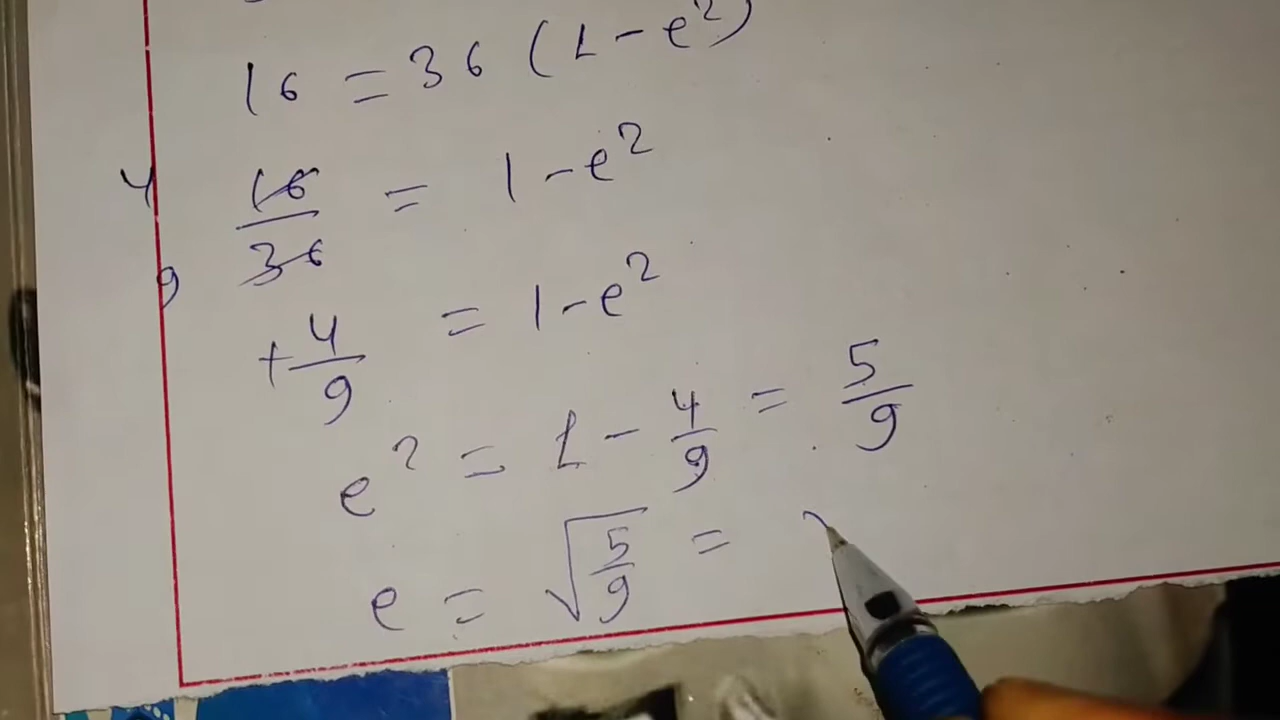 16 = 36 (1 - e²)
4 16/36 = 1 - e²
9
+ 4/9 = 1 - e²
e² = 1 - 4/9 = 5/9
e = √(5/9) =